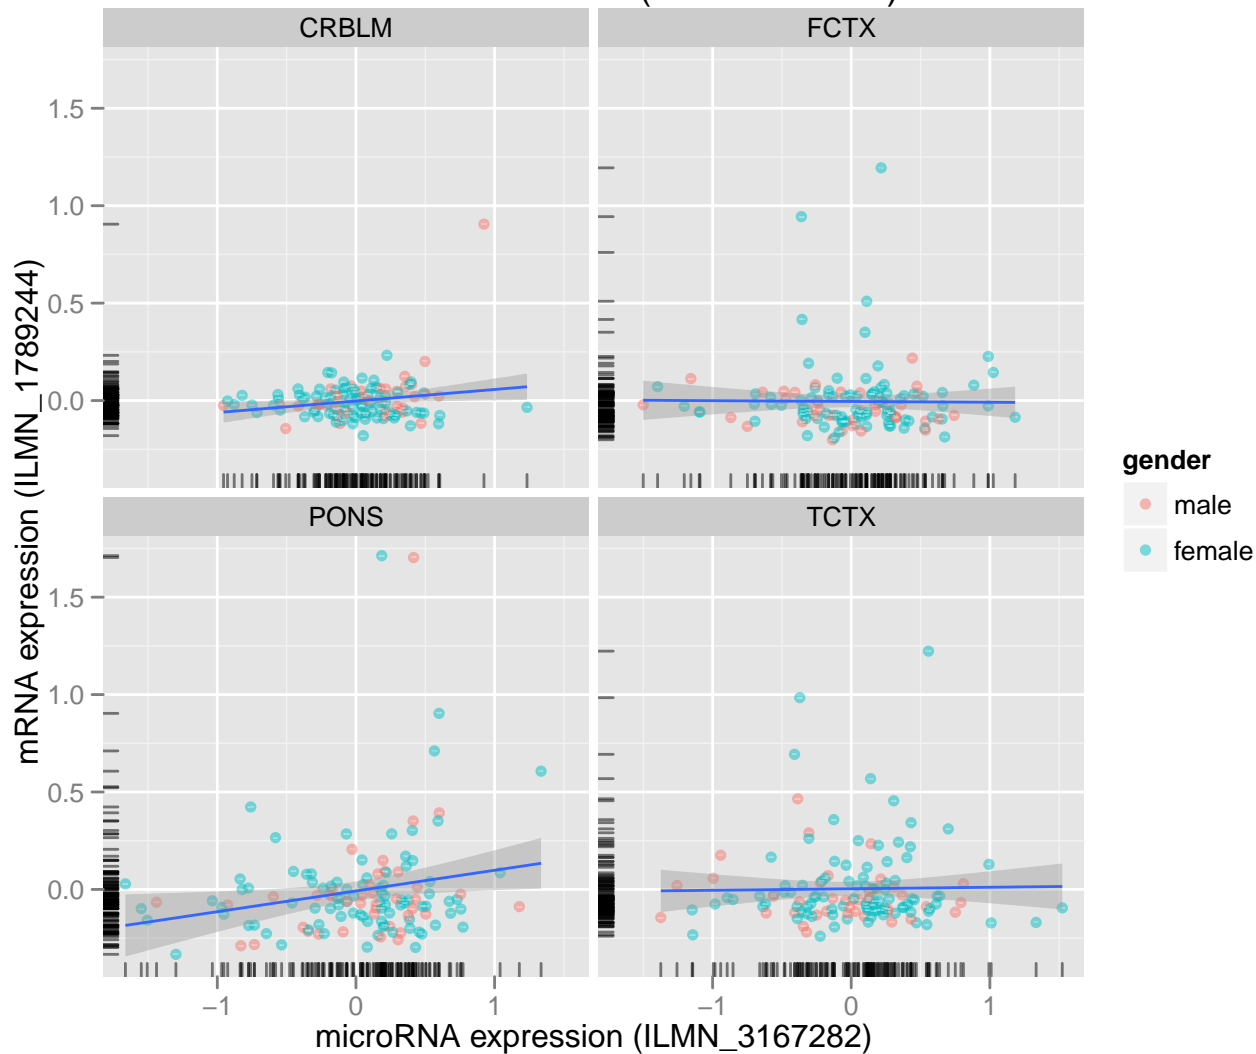 CRBLM
FCTX
1.5
1.0
0.5
0.0
PONS
TCTX
1.5
1.0
0.5
0.0
−1 0 1
−1 0 1
microRNA expression (ILMN_3167282)
mRNA expression (ILMN_1789244)
gender
male
female